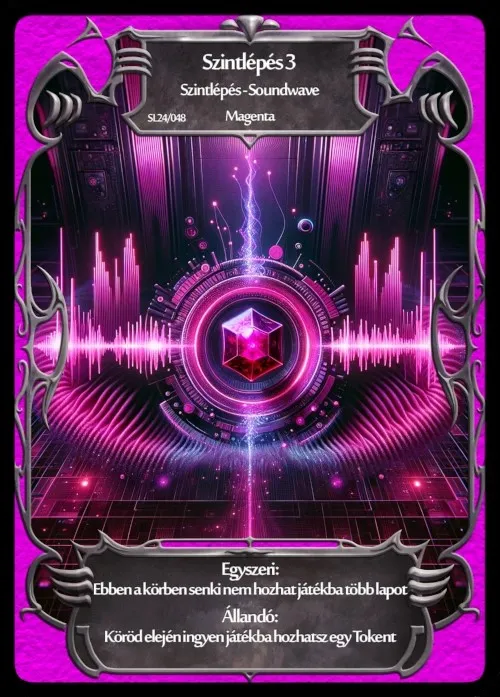 Szintlépés 3
Szintlépés - Soundwave
SL24/048 Magenta
Egyszeri:
Ebben a körben senki nem hozhat játékba több lapot
Állandó:
Köröd elején ingyen játékba hozhatsz egy Tokent